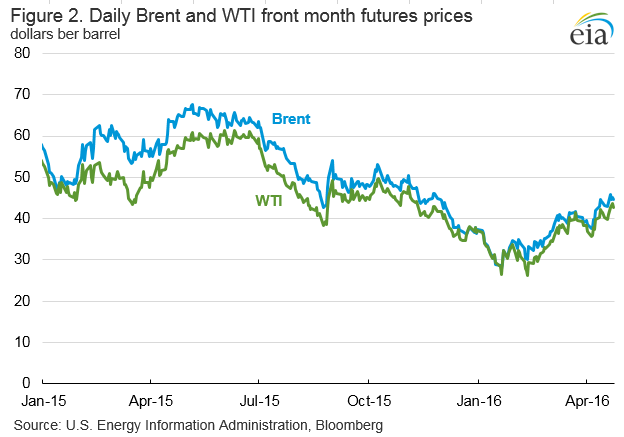 Figure 2. Daily Brent and WTI front month futures prices
dollars ber barrel
eia
80
70
60
50
40
30
20
10
0
Brent
WTI
Jan-15 Apr-15 Jul-15 Oct-15 Jan-16 Apr-16
Source: U.S. Energy Information Administration, Bloomberg